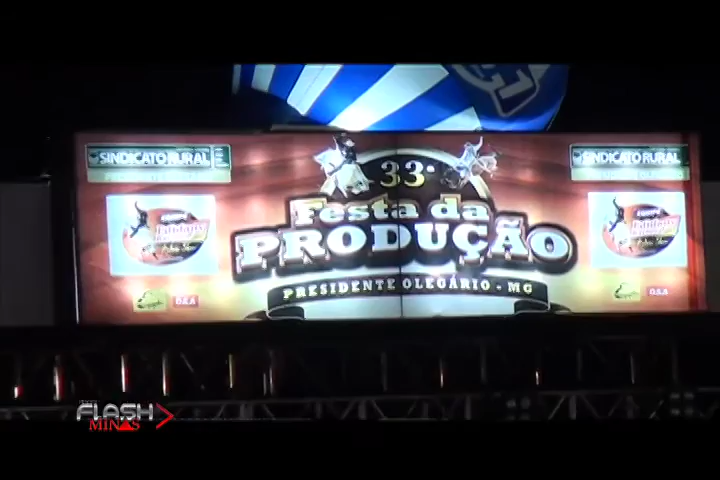 SINDICATO RURAL
33ª
SINDICATO RURAL
Festa da
PRODUÇÃO
PRESIDENTE OLEGÁRIO - MG
FLASH
MINAS